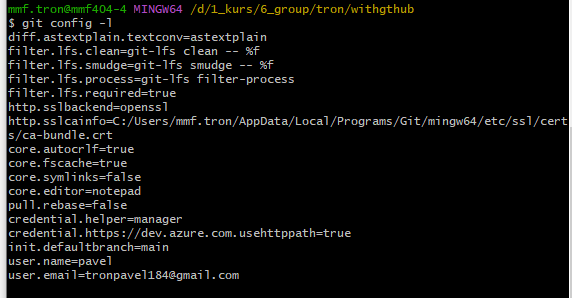 mmf.tron@mmf404-4 MINGW64 /d/1_kurs/6_group/tron/withgthub
$ git config -l
diff.astextplain.textconv=astextplain
filter.lfs.clean=git-lfs clean -- %f
filter.lfs.smudge=git-lfs smudge -- %f
filter.lfs.process=git-lfs filter-process
filter.lfs.required=true
http.sslbackend=openssl
http.sslcainfo=C:/Users/mmf.tron/AppData/Local/Programs/Git/mingw64/etc/ssl/cert
s/ca-bundle.crt
core.autocrlf=true
core.fscache=true
core.symlinks=false
core.editor=notepad
pull.rebase=false
credential.helper=manager
credential.https://dev.azure.com.usehttppath=true
init.defaultbranch=main
user.name=pavel
user.email=tronpavel184@gmail.com